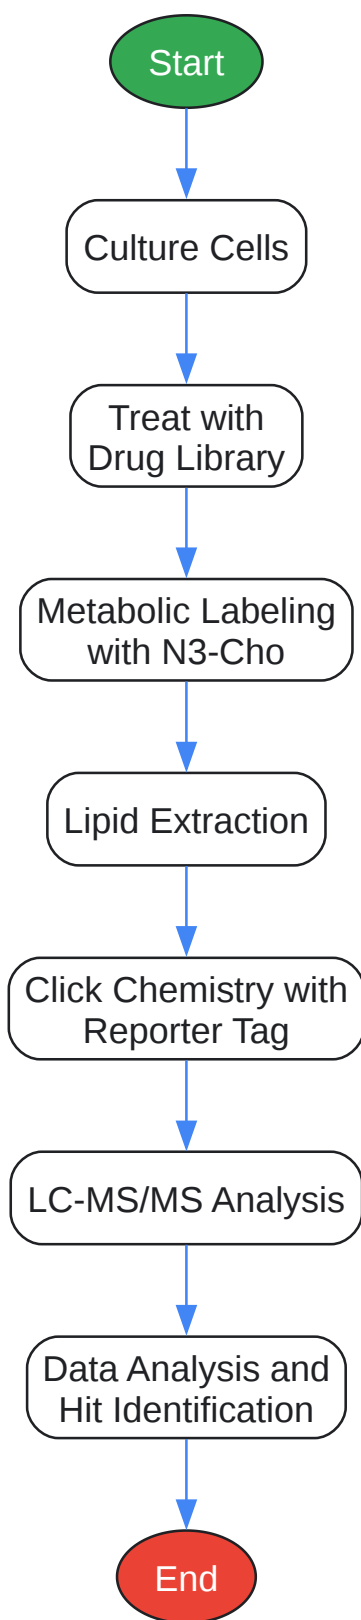 Start
Culture Cells
Treat with
Drug Library
Metabolic Labeling
with N3-Cho
Lipid Extraction
Click Chemistry with
Reporter Tag
LC-MS/MS Analysis
Data Analysis and
Hit Identification
End